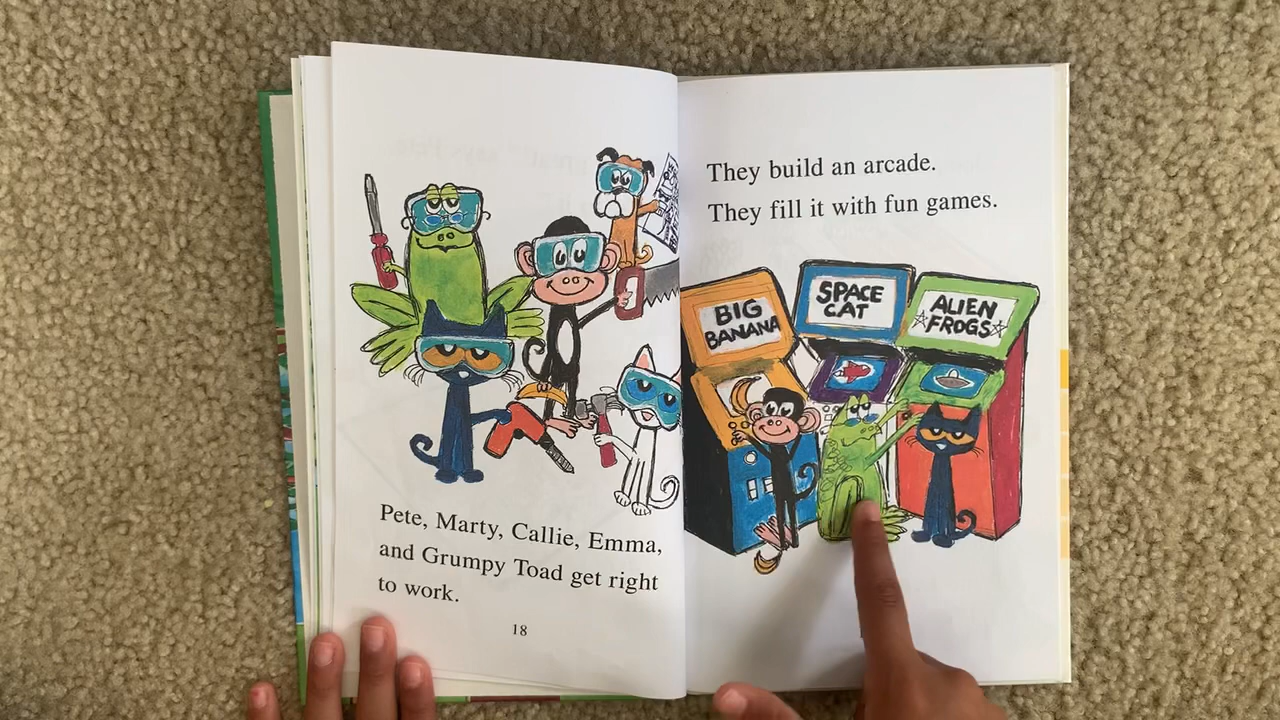 Pete, Marty, Callie, Emma,
and Grumpy Toad get right
to work.
18
They build an arcade.
They fill it with fun games.
BIG
BANANA
SPACE
CAT
ALIEN
FROGS